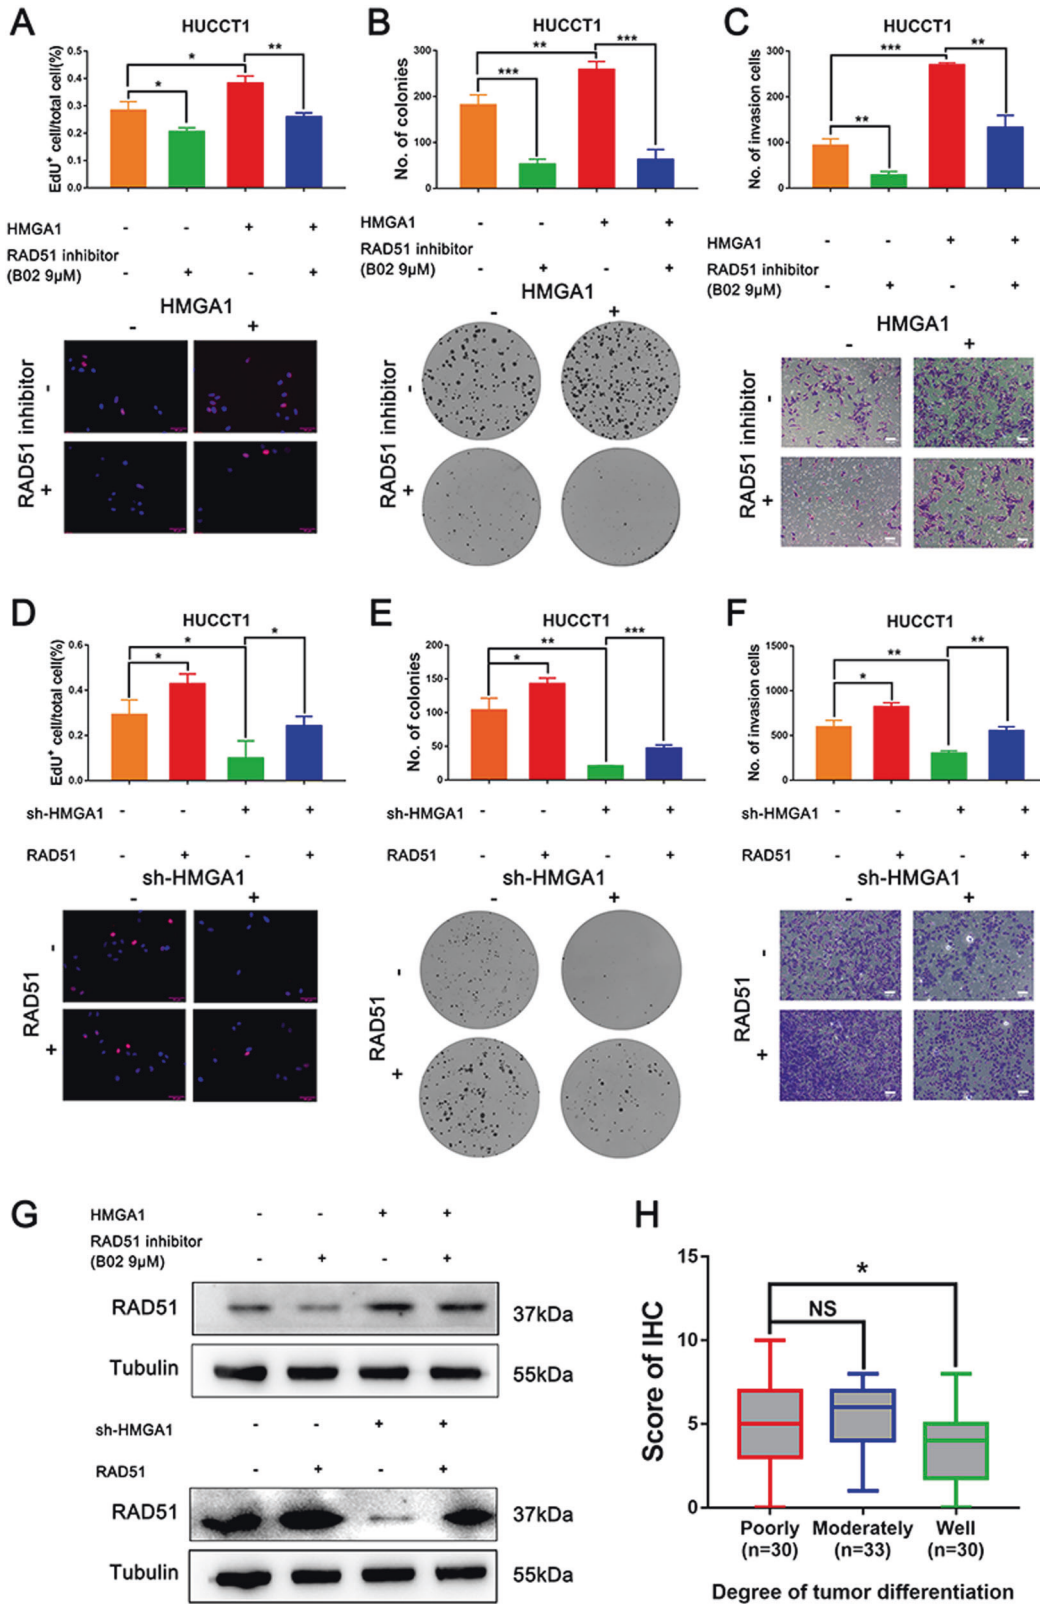 A
HUCCT1
EdU⁺ cell/total cell(%)
0.5
0.4
0.3
0.2
0.1
0.0
* * **
HMGA1 - - + +
RAD51 inhibitor
(B02 9μM) - + - +
HMGA1
- +
RAD51 inhibitor
-
+
B
HUCCT1
No. of colonies
300
200
100
0
** *** ***
HMGA1 - - + +
RAD51 inhibitor
(B02 9μM) - + - +
HMGA1
- +
RAD51 inhibitor
-
+
C
HUCCT1
No. of invasion cells
300
200
100
0
*** ** **
HMGA1 - - + +
RAD51 inhibitor
(B02 9μM) - + - +
HMGA1
- +
RAD51 inhibitor
-
+
D
HUCCT1
EdU⁺ cell/total cell(%)
0.6
0.4
0.2
0.0
* * *
sh-HMGA1 - - + +
RAD51 - + - +
sh-HMGA1
- +
RAD51
-
+
E
HUCCT1
No. of colonies
200
150
100
50
0
** * ***
sh-HMGA1 - - + +
RAD51 - + - +
sh-HMGA1
- +
RAD51
-
+
F
HUCCT1
No. of invasion cells
1500
1000
500
0
** * **
sh-HMGA1 - - + +
RAD51 - + - +
sh-HMGA1
- +
RAD51
-
+
G
HMGA1 - - + +
RAD51 inhibitor
(B02 9μM) - + - +
RAD51 37kDa
Tubulin 55kDa
sh-HMGA1 - - + +
RAD51 - + - +
RAD51 37kDa
Tubulin 55kDa
H
Score of IHC
15
10
5
0
*
NS
Poorly Moderately Well
(n=30) (n=33) (n=30)
Degree of tumor differentiation